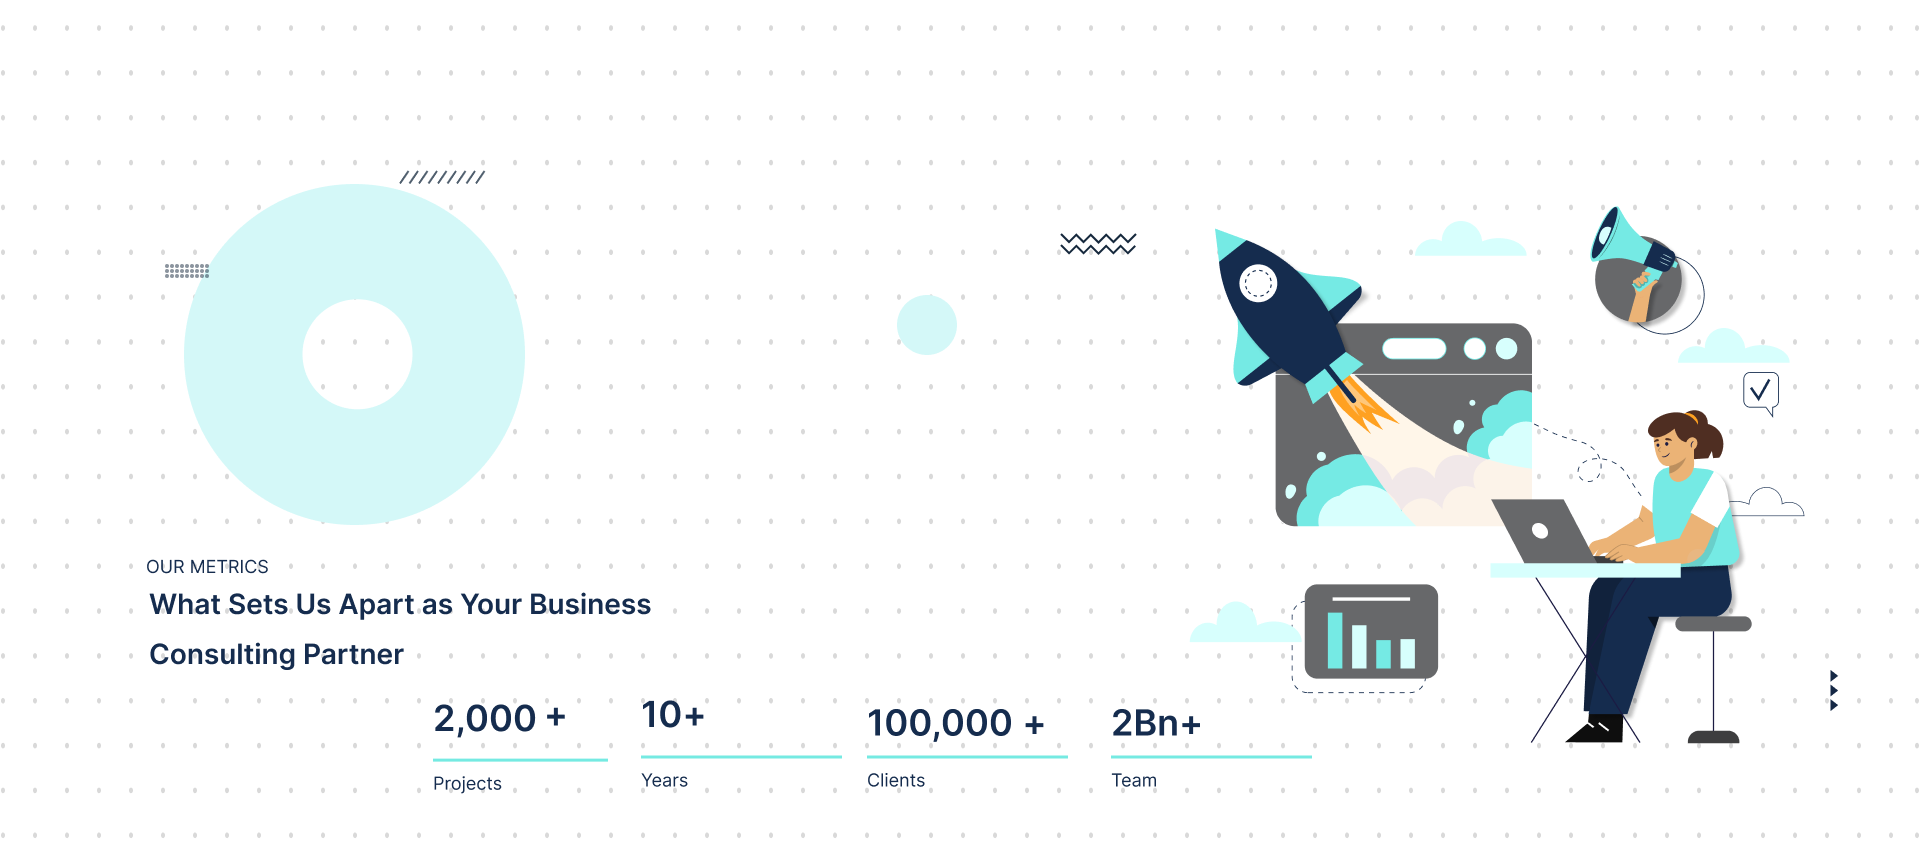 OUR METRICS
What Sets Us Apart as Your Business
Consulting Partner
2,000 +
Projects
10+
Years
100,000 +
Clients
2Bn+
Team